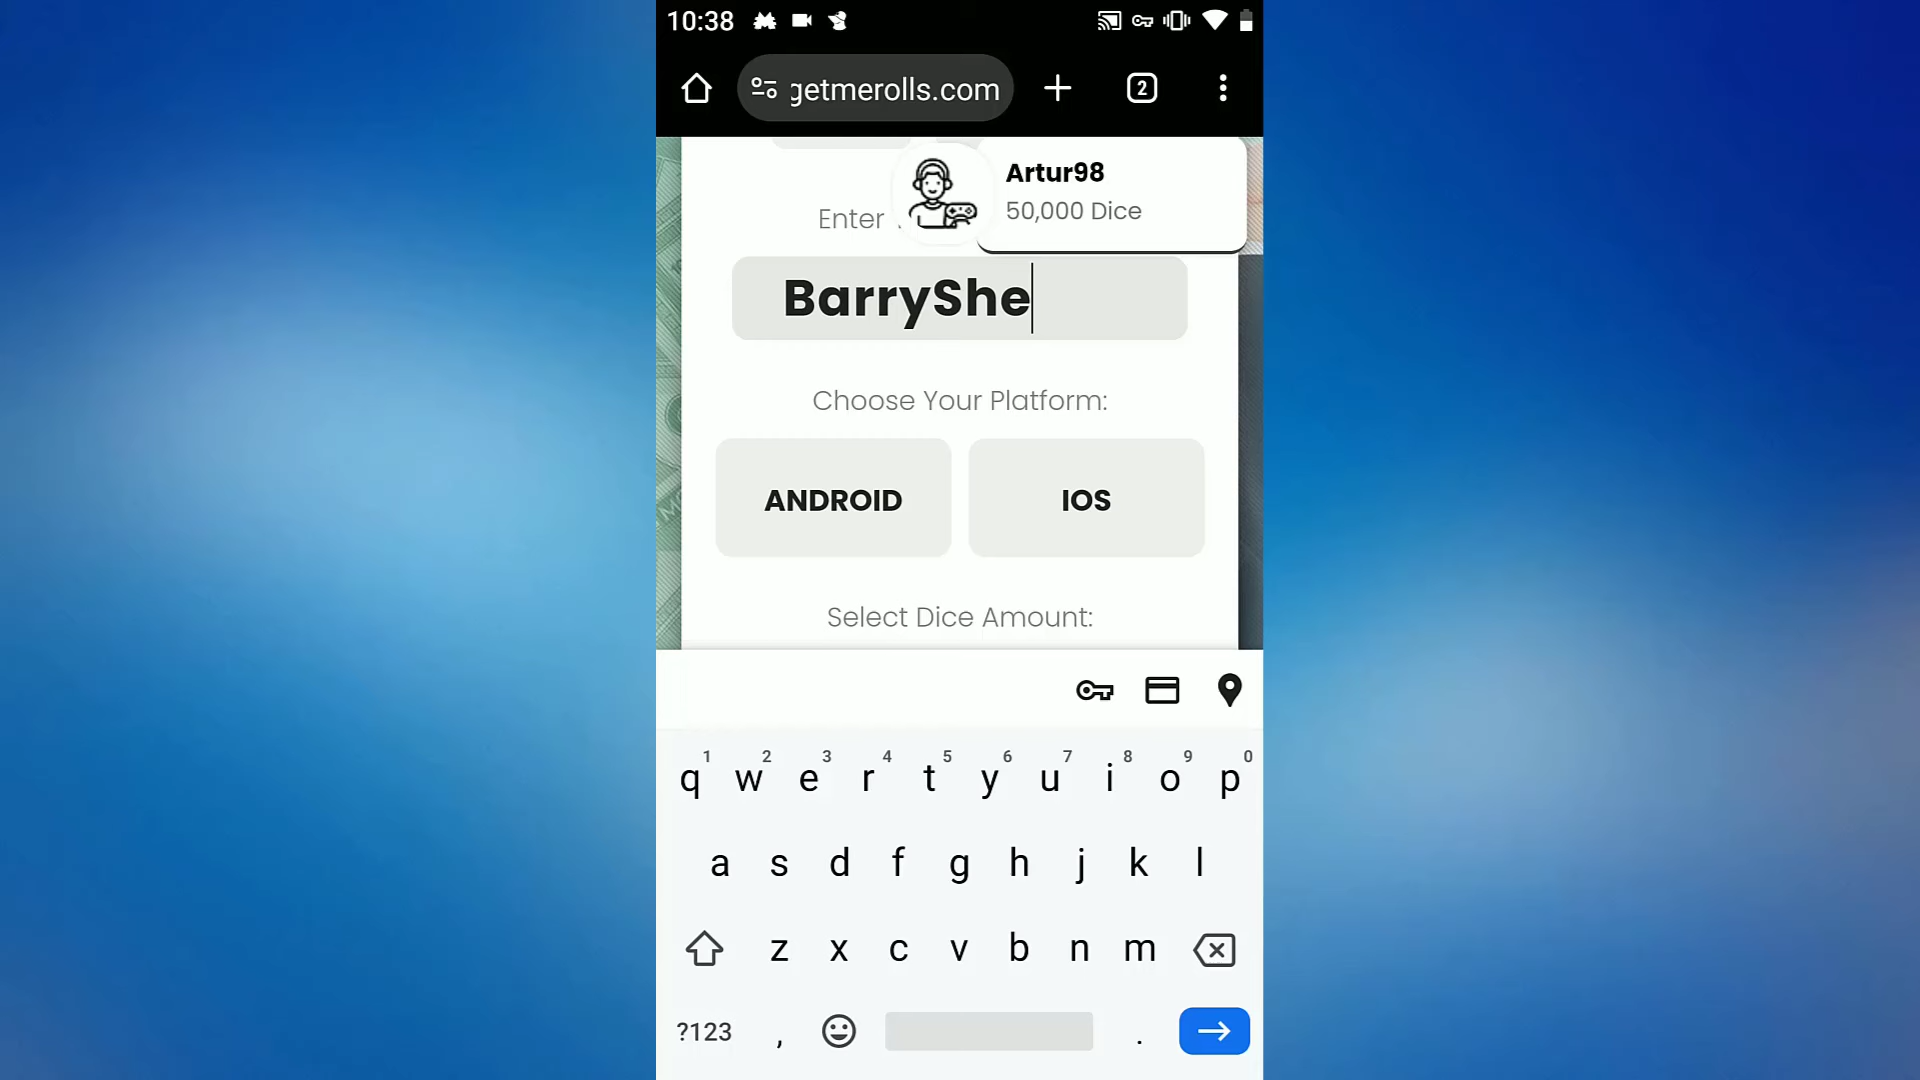 10:38
getmerolls.com
2
Artur98
50,000 Dice
Enter
BarryShe
Choose Your Platform:
ANDROID
IOS
Select Dice Amount:
1 2 3 4 5 6 7 8 9 0
q w e r t y u i o p
a s d f g h j k l
z x c v b n m
?123 , .